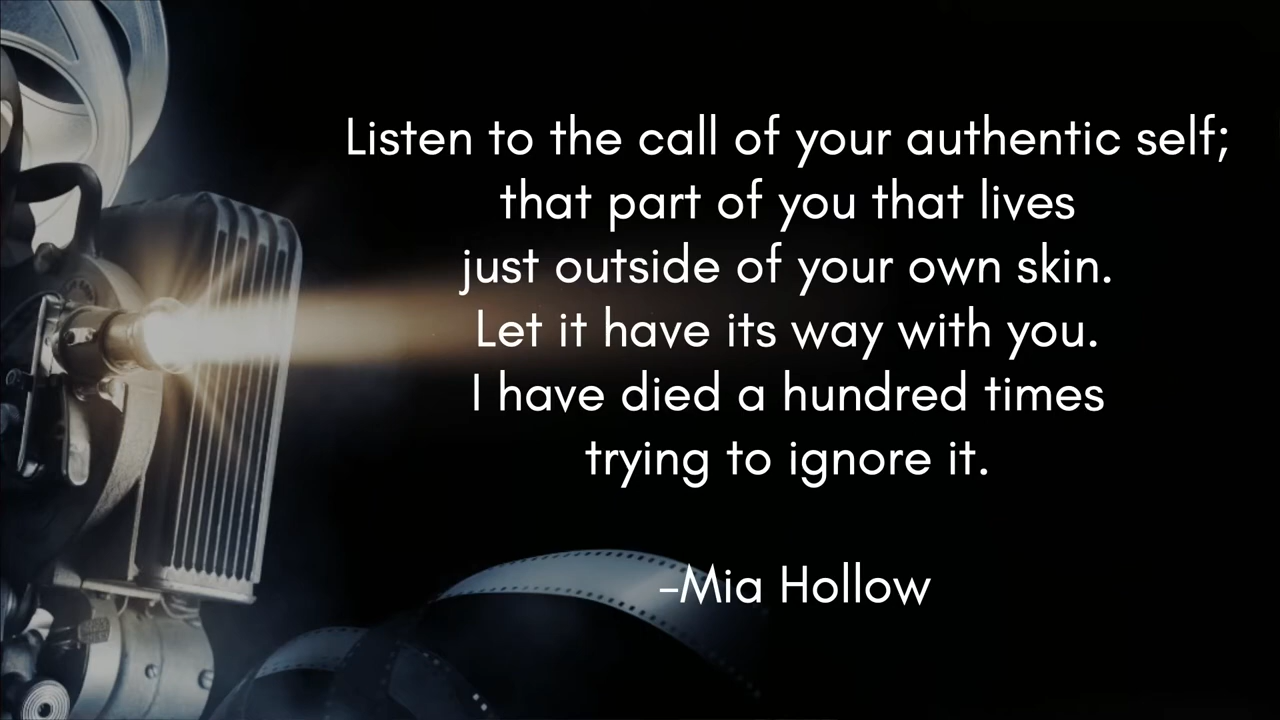 Listen to the call of your authentic self;
that part of you that lives
just outside of your own skin.
Let it have its way with you.
I have died a hundred times
trying to ignore it.
-Mia Hollow